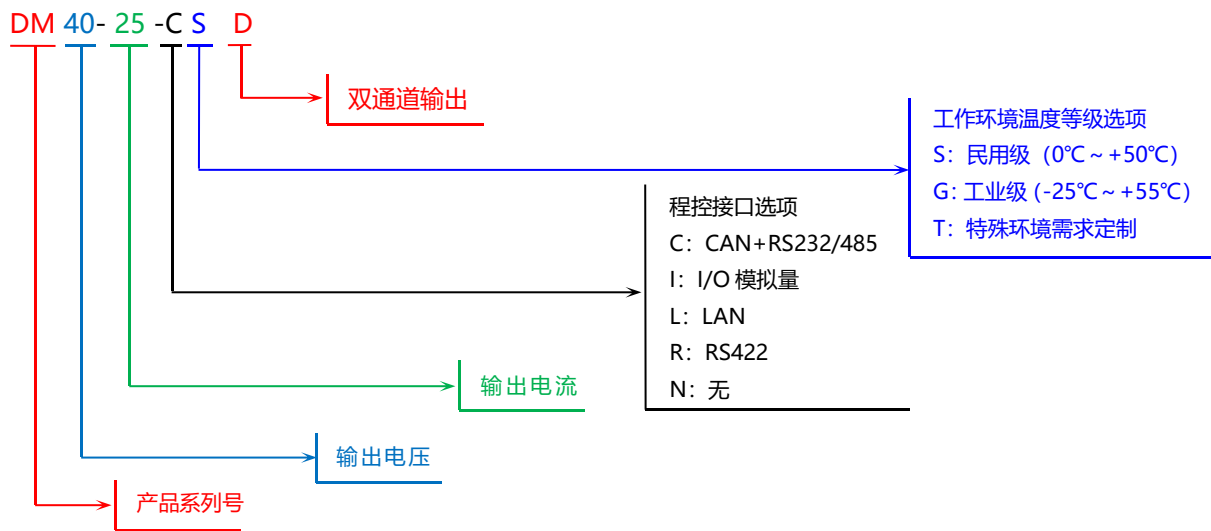 DM 40- 25 -C S D
双通道输出
工作环境温度等级选项
S：民用级（0℃～+50℃）
G：工业级（-25℃～+55℃）
T：特殊环境需求定制
程控接口选项
C：CAN+RS232/485
I：I/O 模拟量
L：LAN
R：RS422
N：无
输出电流
输出电压
产品系列号